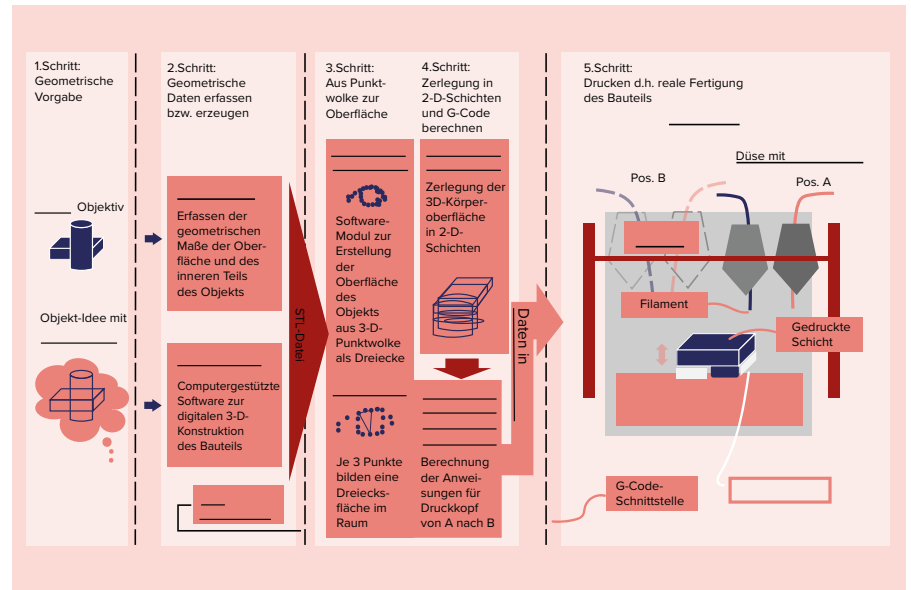 1.Schritt:
Geometrische
Vorgabe
Objektiv
Objekt-Idee mit
2.Schritt:
Geometrische
Daten erfassen
bzw. erzeugen
Erfassen der
geometrischen
Maße der Ober-
fläche und des
inneren Teils
des Objekts
Computergestützte
Software zur
digitalen 3-D-
Konstruktion
des Bauteils
STL-Datei
3.Schritt:
Aus Punkt-
wolke zur
Oberfläche
Software-
Modul zur
Erstellung
der
Oberfläche
des
Objekts
aus 3-D-
Punktwolke
als Dreiecke
Je 3 Punkte
bilden eine
Dreiecks-
fläche im
Raum
4.Schritt:
Zerlegung in
2-D-Schichten
und G-Code
berechnen
Zerlegung der
3D-Körper-
oberfläche
in 2-D-
Schichten
Berechnung
der Anwei-
sungen für
Druckkopf
von A nach B
Daten in
5.Schritt:
Drucken d.h. reale Fertigung
des Bauteils
Düse mit
Pos. B
Pos. A
Filament
Gedruckte
Schicht
G-Code-
Schnittstelle